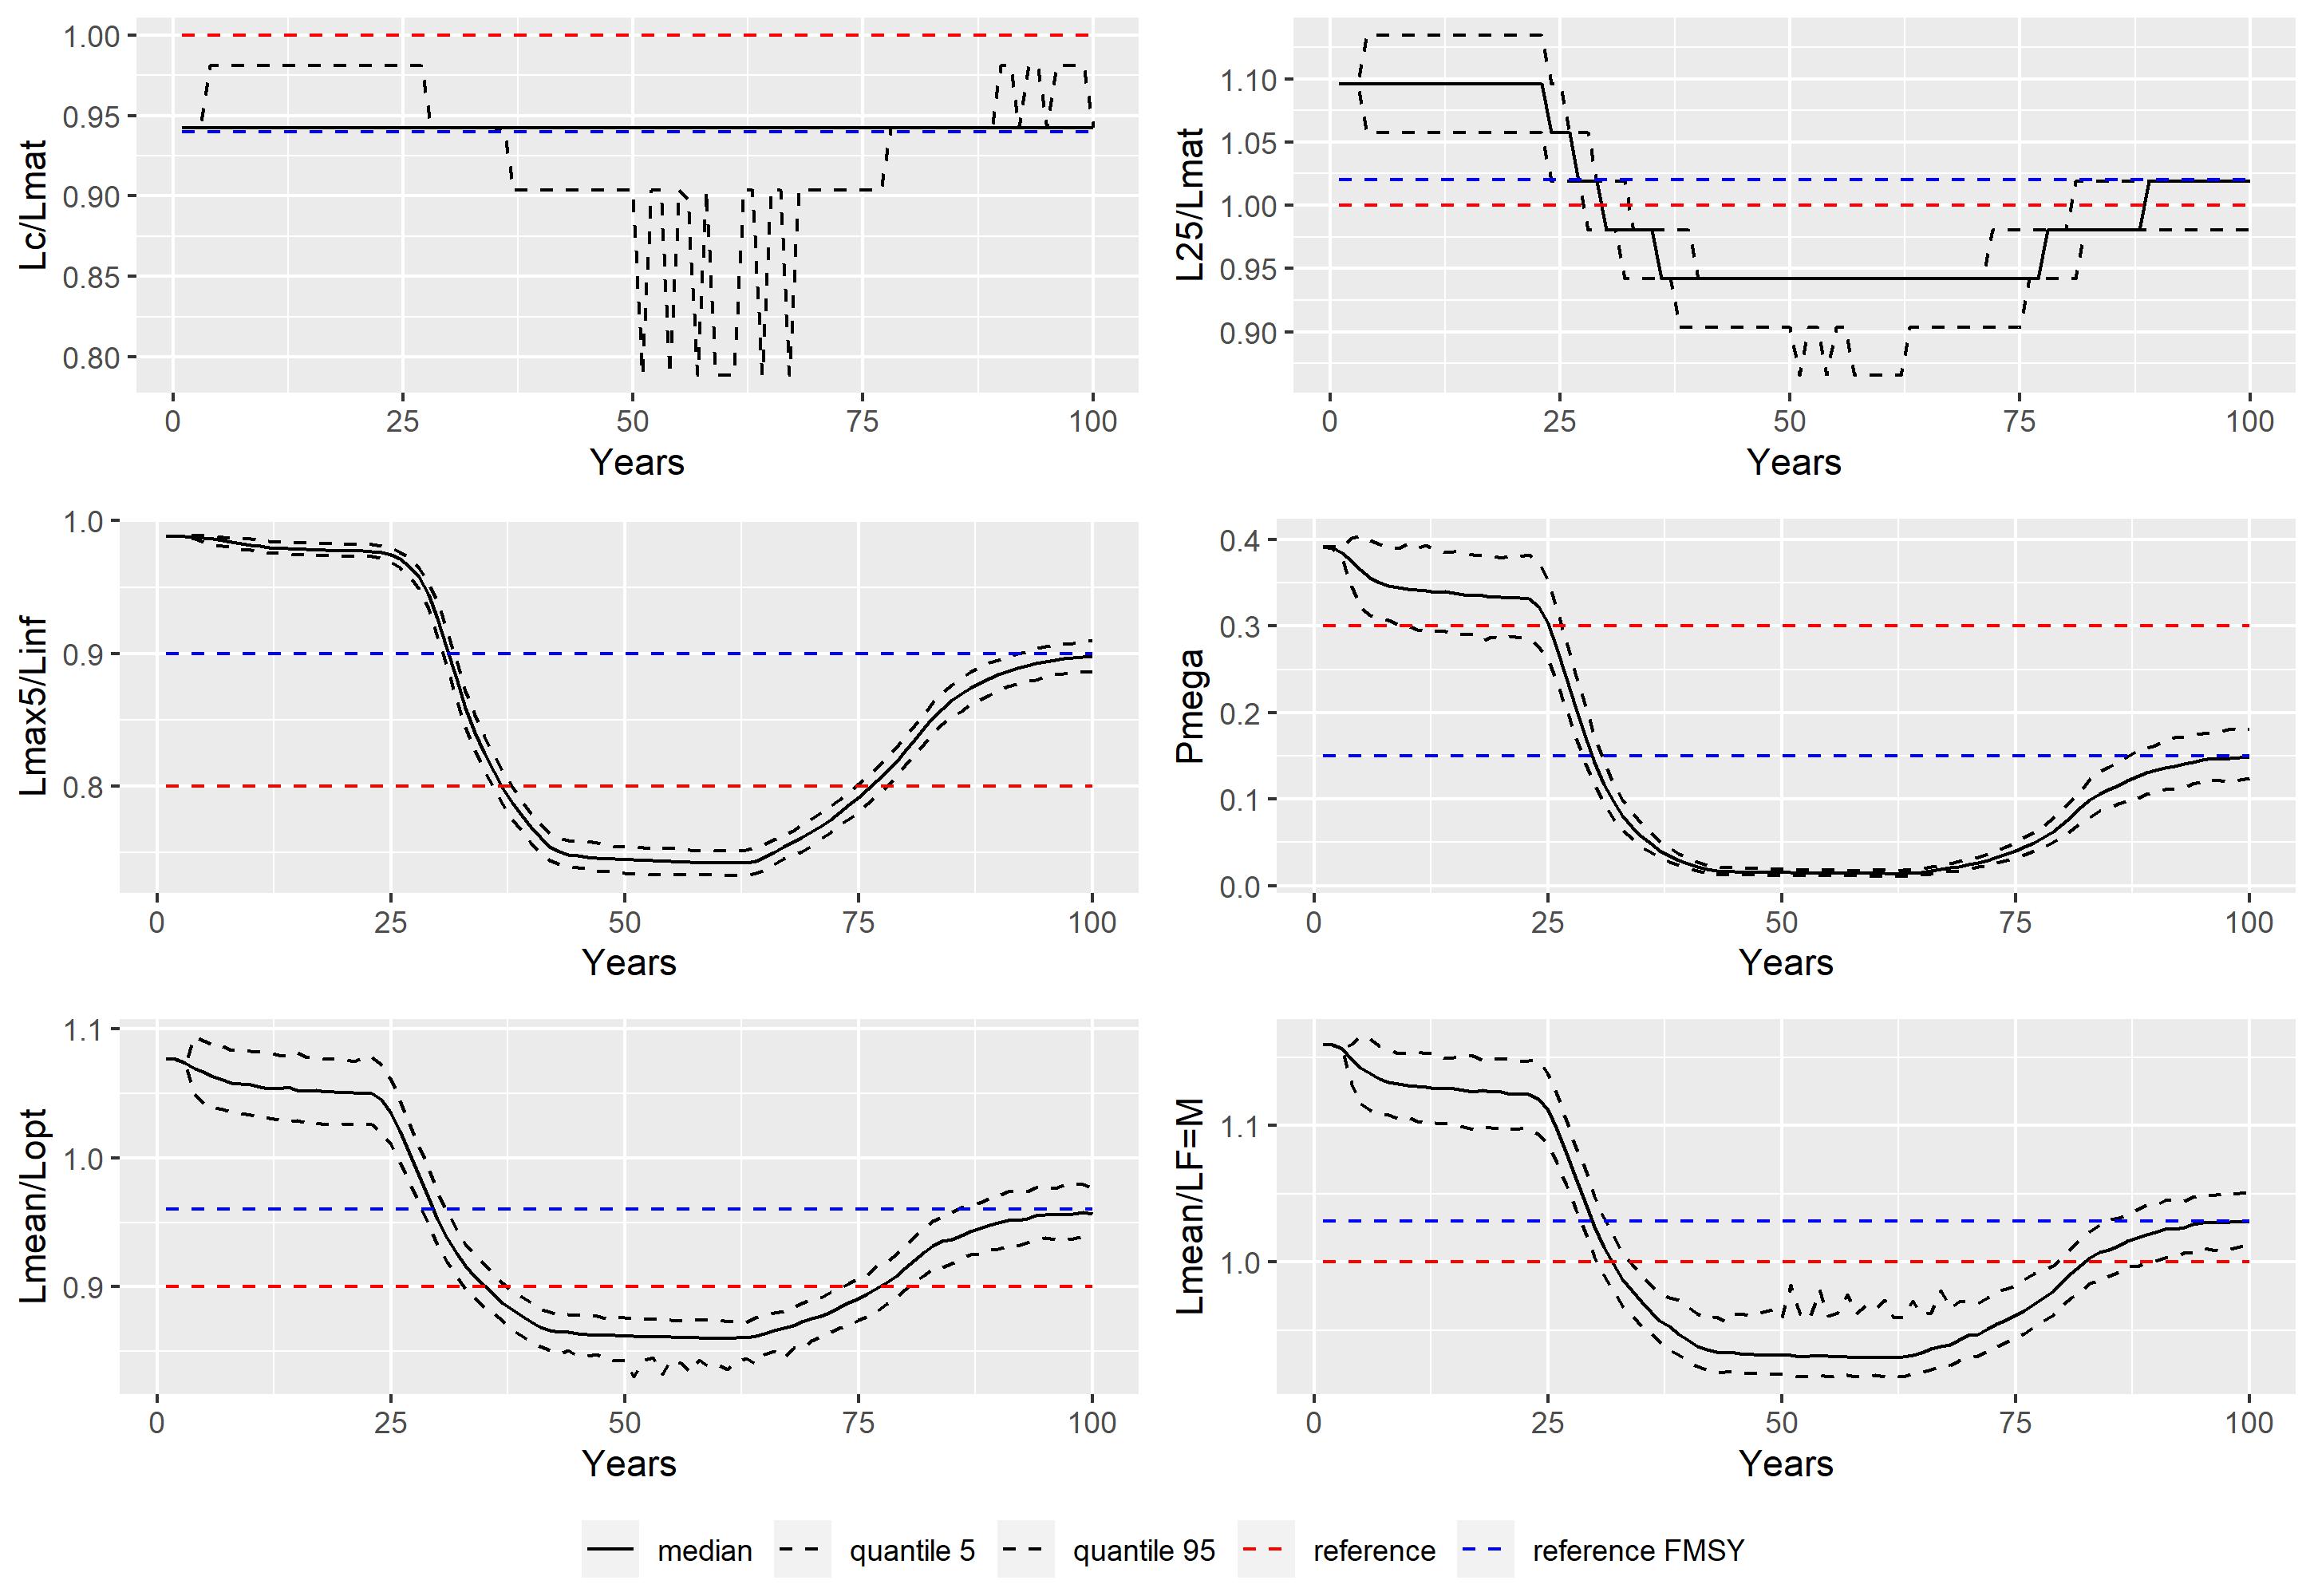 Lc/Lmat
1.00
0.95
0.90
0.85
0.80
0 25 50 75 100
Years
L25/Lmat
1.10
1.05
1.00
0.95
0.90
0 25 50 75 100
Years
Lmax5/Linf
1.0
0.9
0.8
0 25 50 75 100
Years
Pmega
0.4
0.3
0.2
0.1
0.0
0 25 50 75 100
Years
Lmean/Lopt
1.1
1.0
0.9
0 25 50 75 100
Years
Lmean/LF=M
1.1
1.0
0 25 50 75 100
Years
median quantile 5 quantile 95 reference reference FMSY